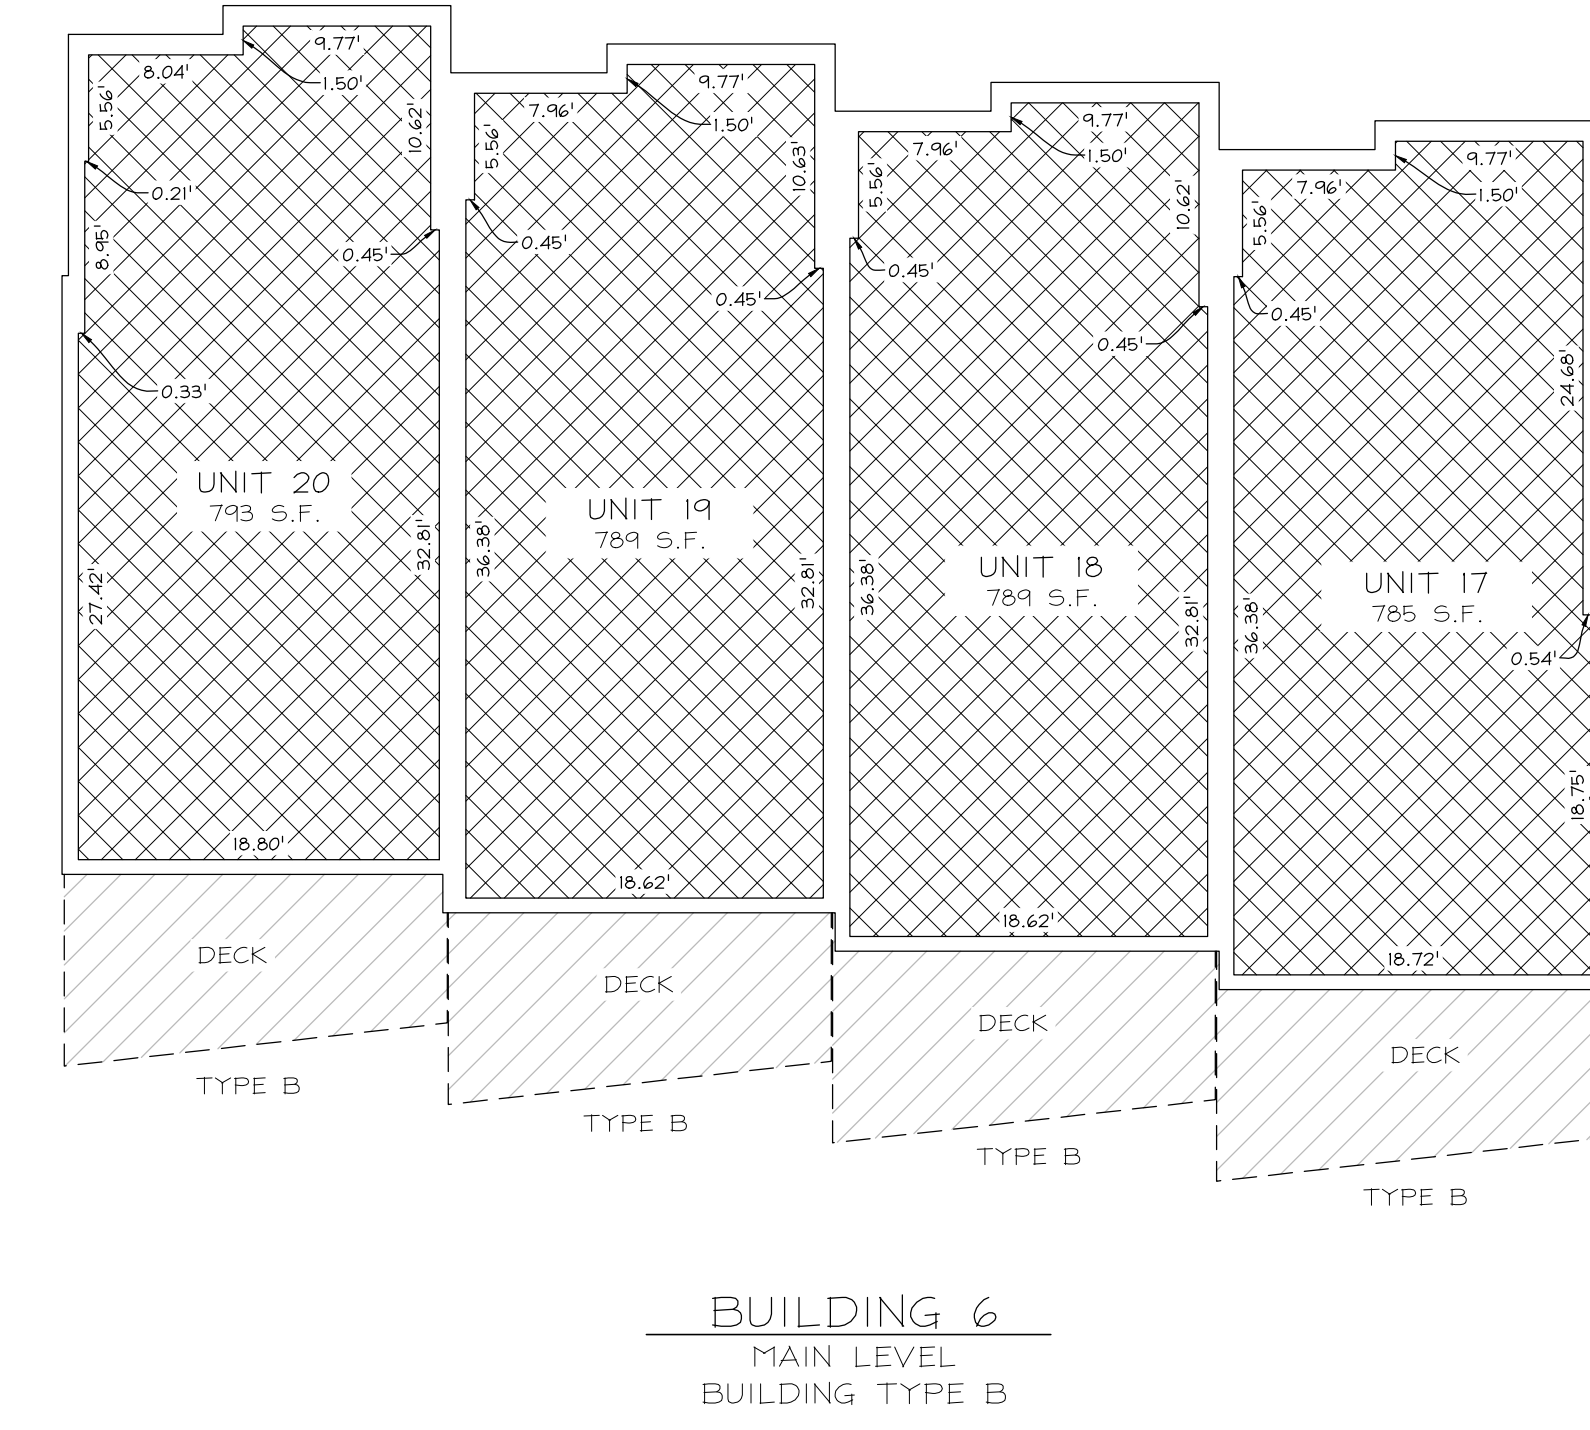 9.77'
8.04'
1.50'
5.56'
10.62'
0.21'
8.95'
0.45'
0.33'
UNIT 20
793 S.F.
32.81'
27.42'
18.80'
DECK
TYPE B
9.77'
7.96'
1.50'
5.56'
10.63'
0.45'
0.45'
UNIT 19
789 S.F.
36.38'
32.81'
18.62'
DECK
TYPE B
9.77'
7.96'
1.50'
5.56'
10.62'
0.45'
0.45'
UNIT 18
789 S.F.
36.38'
32.81'
18.62'
DECK
TYPE B
9.77'
7.96'
1.50'
5.56'
0.45'
24.68'
UNIT 17
785 S.F.
36.38'
0.54'
18.75'
18.72'
DECK
TYPE B
BUILDING 6
MAIN LEVEL
BUILDING TYPE B